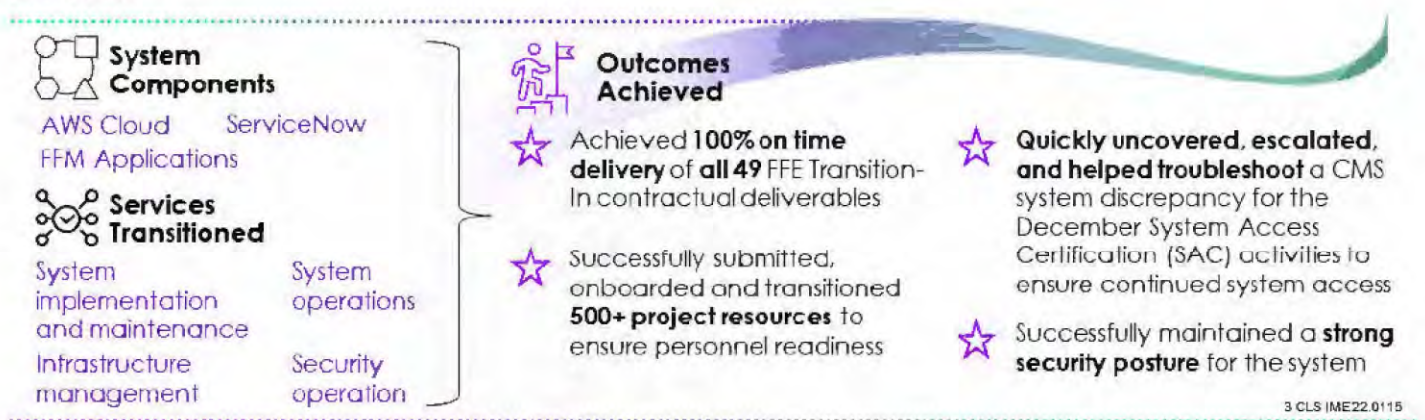 System
Components
AWS Cloud ServiceNow
FFM Applications
Services
Transitioned
System
implementation
and maintenance
System
operations
Infrastructure
management
Security
operation
Outcomes
Achieved
Achieved 100% on time
delivery of all 49 FFE Transition-
In contractual deliverables
Successfully submitted,
onboarded and transitioned
500+ project resources to
ensure personnel readiness
Quickly uncovered, escalated,
and helped troubleshoot a CMS
system discrepancy for the
December System Access
Certification (SAC) activities to
ensure continued system access
Successfully maintained a strong
security posture for the system
3 CLS IME22.0115